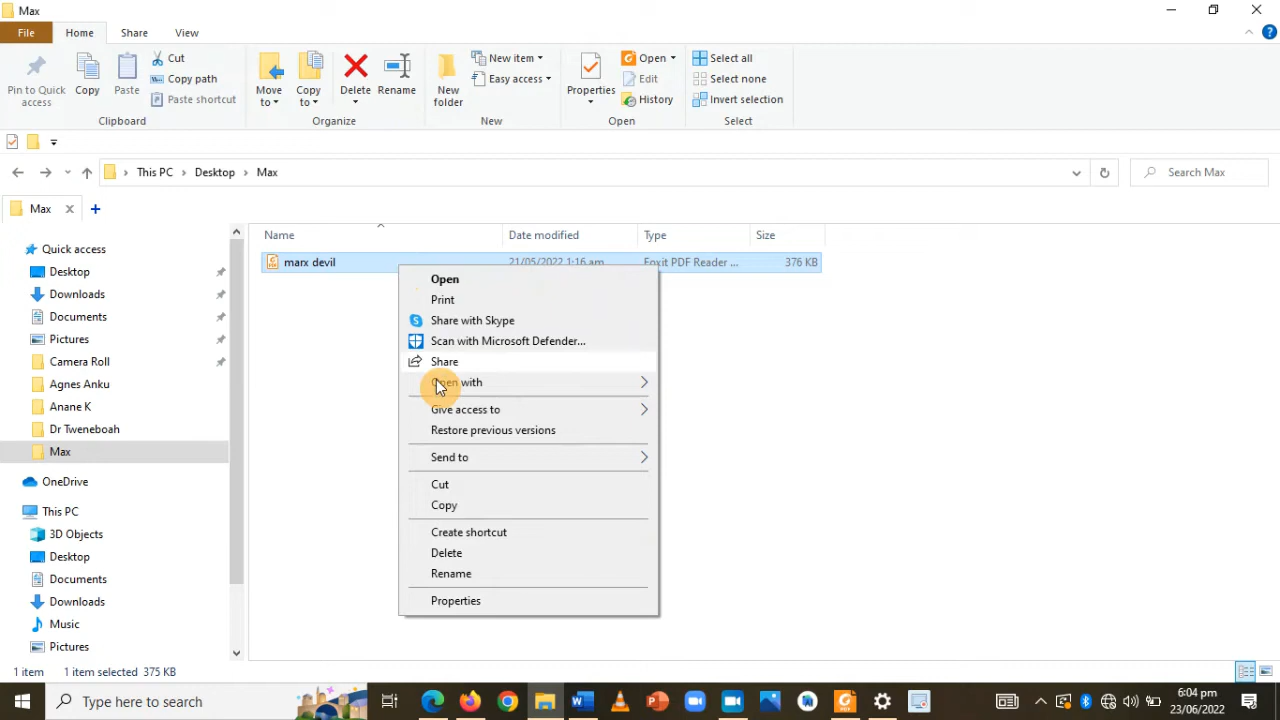 Max
File Home Share View
Pin to Quick access
Copy
Paste
Cut
Copy path
Paste shortcut
Clipboard
Move to
Copy to
Delete
Rename
Organize
New folder
New item
Easy access
New
Properties
Open
Edit
History
Open
Select all
Select none
Invert selection
Select
This PC > Desktop > Max
Search Max
Max
Name Date modified Type Size
marx devil 21/05/2022 1:16 am Foxit PDF Reader ... 376 KB
Quick access
Desktop
Downloads
Documents
Pictures
Camera Roll
Agnes Anku
Anane K
Dr Tweneboah
Max
OneDrive
This PC
3D Objects
Desktop
Documents
Downloads
Music
Pictures
Open
Print
Share with Skype
Scan with Microsoft Defender...
Share
Open with
Give access to
Restore previous versions
Send to
Cut
Copy
Create shortcut
Delete
Rename
Properties
1 item 1 item selected 375 KB
Type here to search
6:04 pm
23/06/2022